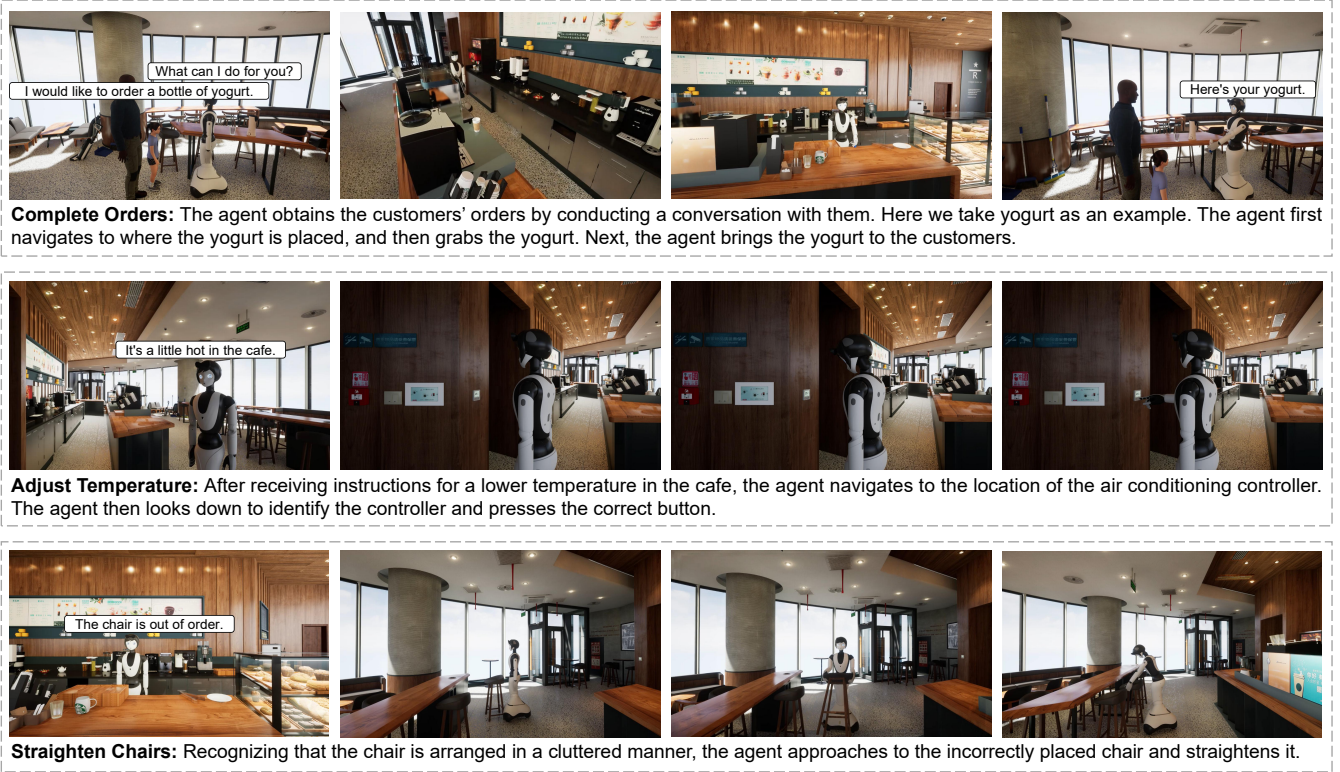 What can I do for you?
I would like to order a bottle of yogurt.
Here's your yogurt.
Complete Orders: The agent obtains the customers' orders by conducting a conversation with them. Here we take yogurt as an example. The agent first
navigates to where the yogurt is placed, and then grabs the yogurt. Next, the agent brings the yogurt to the customers.
It's a little hot in the cafe.
Adjust Temperature: After receiving instructions for a lower temperature in the cafe, the agent navigates to the location of the air conditioning controller.
The agent then looks down to identify the controller and presses the correct button.
The chair is out of order.
Straighten Chairs: Recognizing that the chair is arranged in a cluttered manner, the agent approaches to the incorrectly placed chair and straightens it.